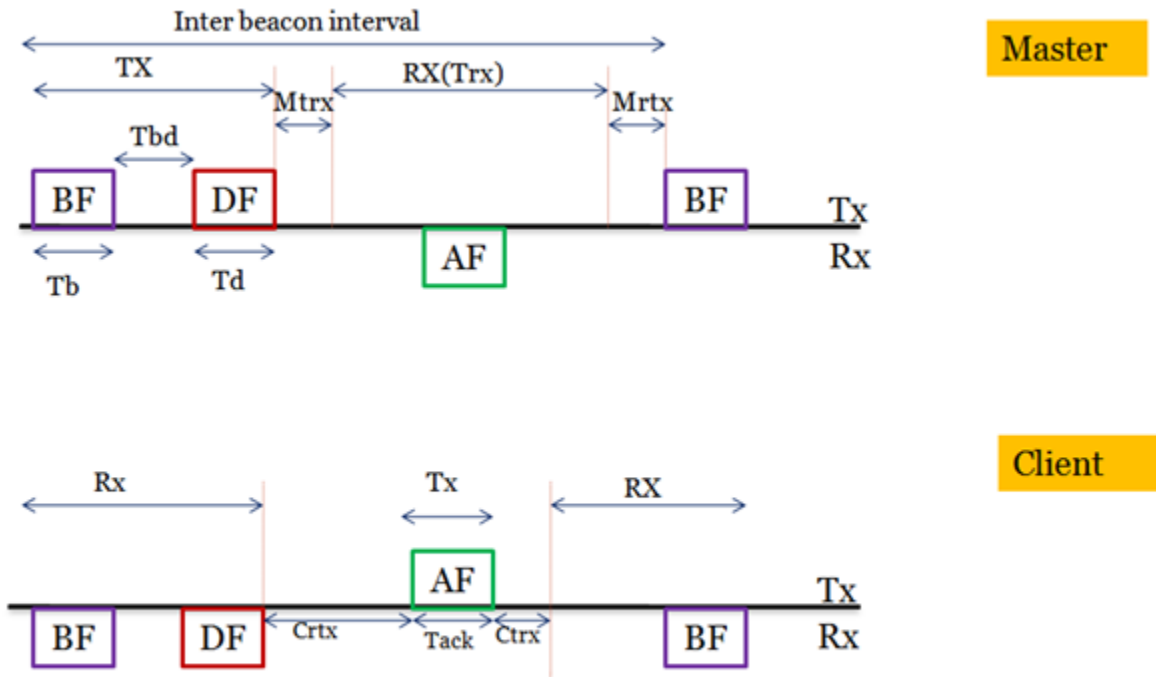 Inter beacon interval
Master
TX
RX(Trx)
Mtrx
Mrtx
Tbd
BF
DF
BF
Tx
AF
Rx
Tb
Td
Client
Rx
Tx
RX
AF
Tx
BF
DF
Crtx
Tack
Ctrx
BF
Rx